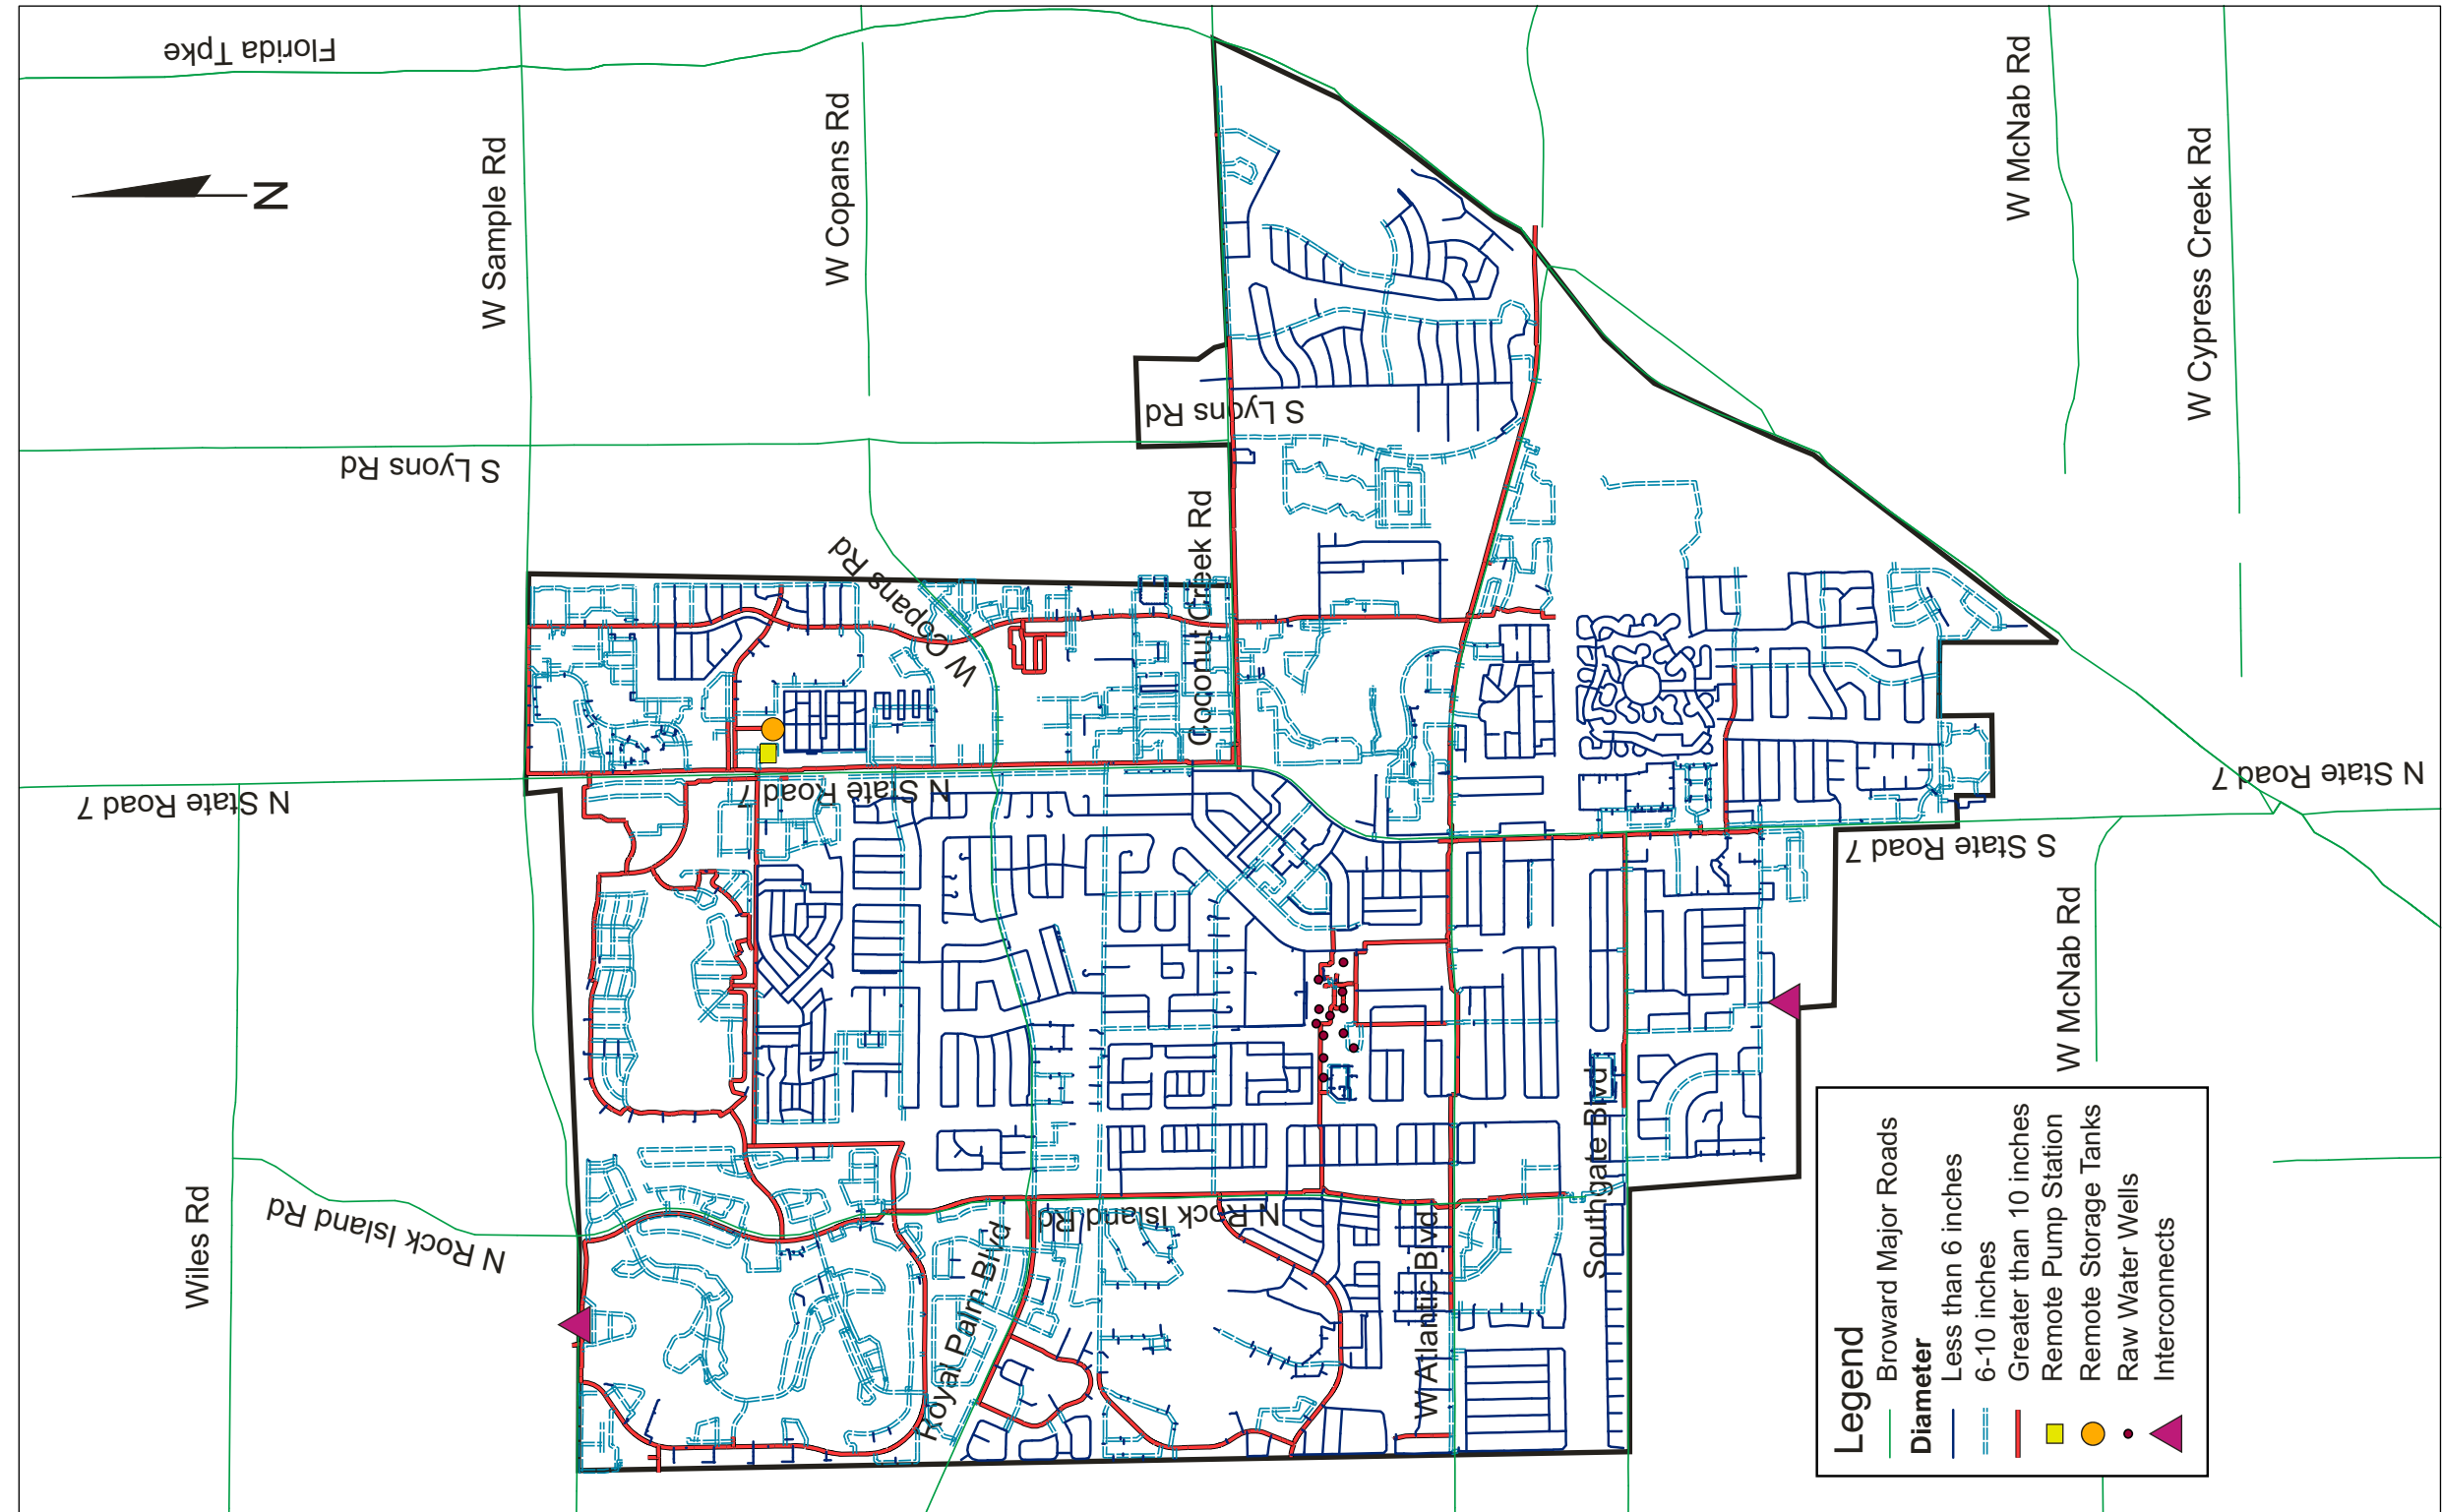 Florida Tpke
W Sample Rd
W Copans Rd
W McNab Rd
W Cypress Creek Rd
N
S Lyons Rd
S Lyons Rd
W Copans Rd
Coconut Creek Rd
N State Road 7
N State Road 7
N State Road 7
S State Road 7
W McNab Rd
Wiles Rd
N Rock Island Rd
N Rock Island Rd
Royal Palm Blvd
W Atlantic Blvd
Southgate Blvd
Legend
Broward Major Roads
Diameter
Less than 6 inches
6-10 inches
Greater than 10 inches
Remote Pump Station
Remote Storage Tanks
Raw Water Wells
Interconnects